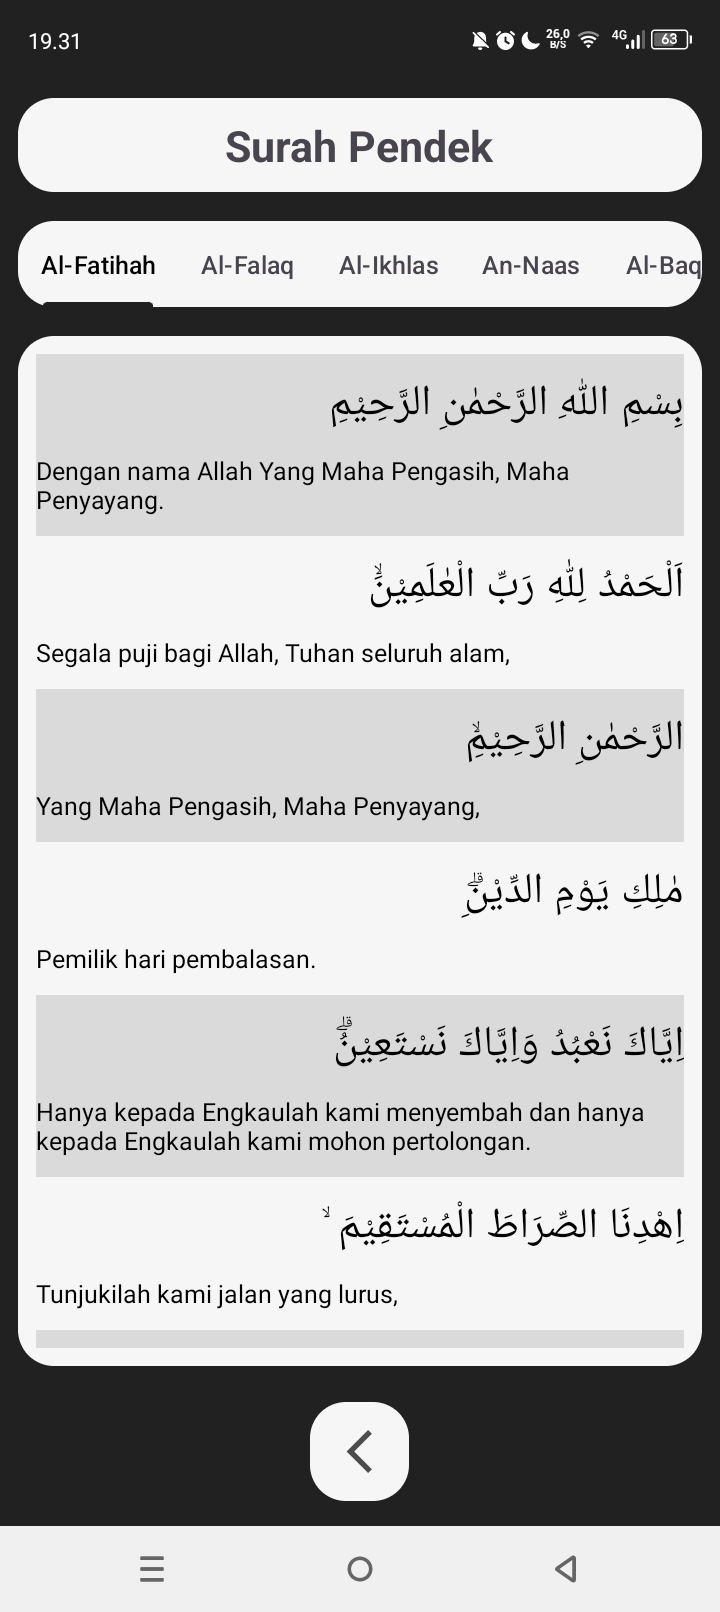 19.31
26,0
B/S
4G
63
Surah Pendek
Al-Fatihah Al-Falaq Al-Ikhlas An-Naas Al-Baq
بِسْمِ اللّٰهِ الرَّحْمٰنِ الرَّحِيْمِ
Dengan nama Allah Yang Maha Pengasih, Maha
Penyayang.
اَلْحَمْدُ لِلّٰهِ رَبِّ الْعٰلَمِيْنَۙ
Segala puji bagi Allah, Tuhan seluruh alam,
الرَّحْمٰنِ الرَّحِيْمِۙ
Yang Maha Pengasih, Maha Penyayang,
مٰلِكِ يَوْمِ الدِّيْنِۗ
Pemilik hari pembalasan.
اِيَّاكَ نَعْبُدُ وَاِيَّاكَ نَسْتَعِيْنُۗ
Hanya kepada Engkaulah kami menyembah dan hanya
kepada Engkaulah kami mohon pertolongan.
اِهْدِنَا الصِّرَاطَ الْمُسْتَقِيْمَ ۙ
Tunjukilah kami jalan yang lurus,